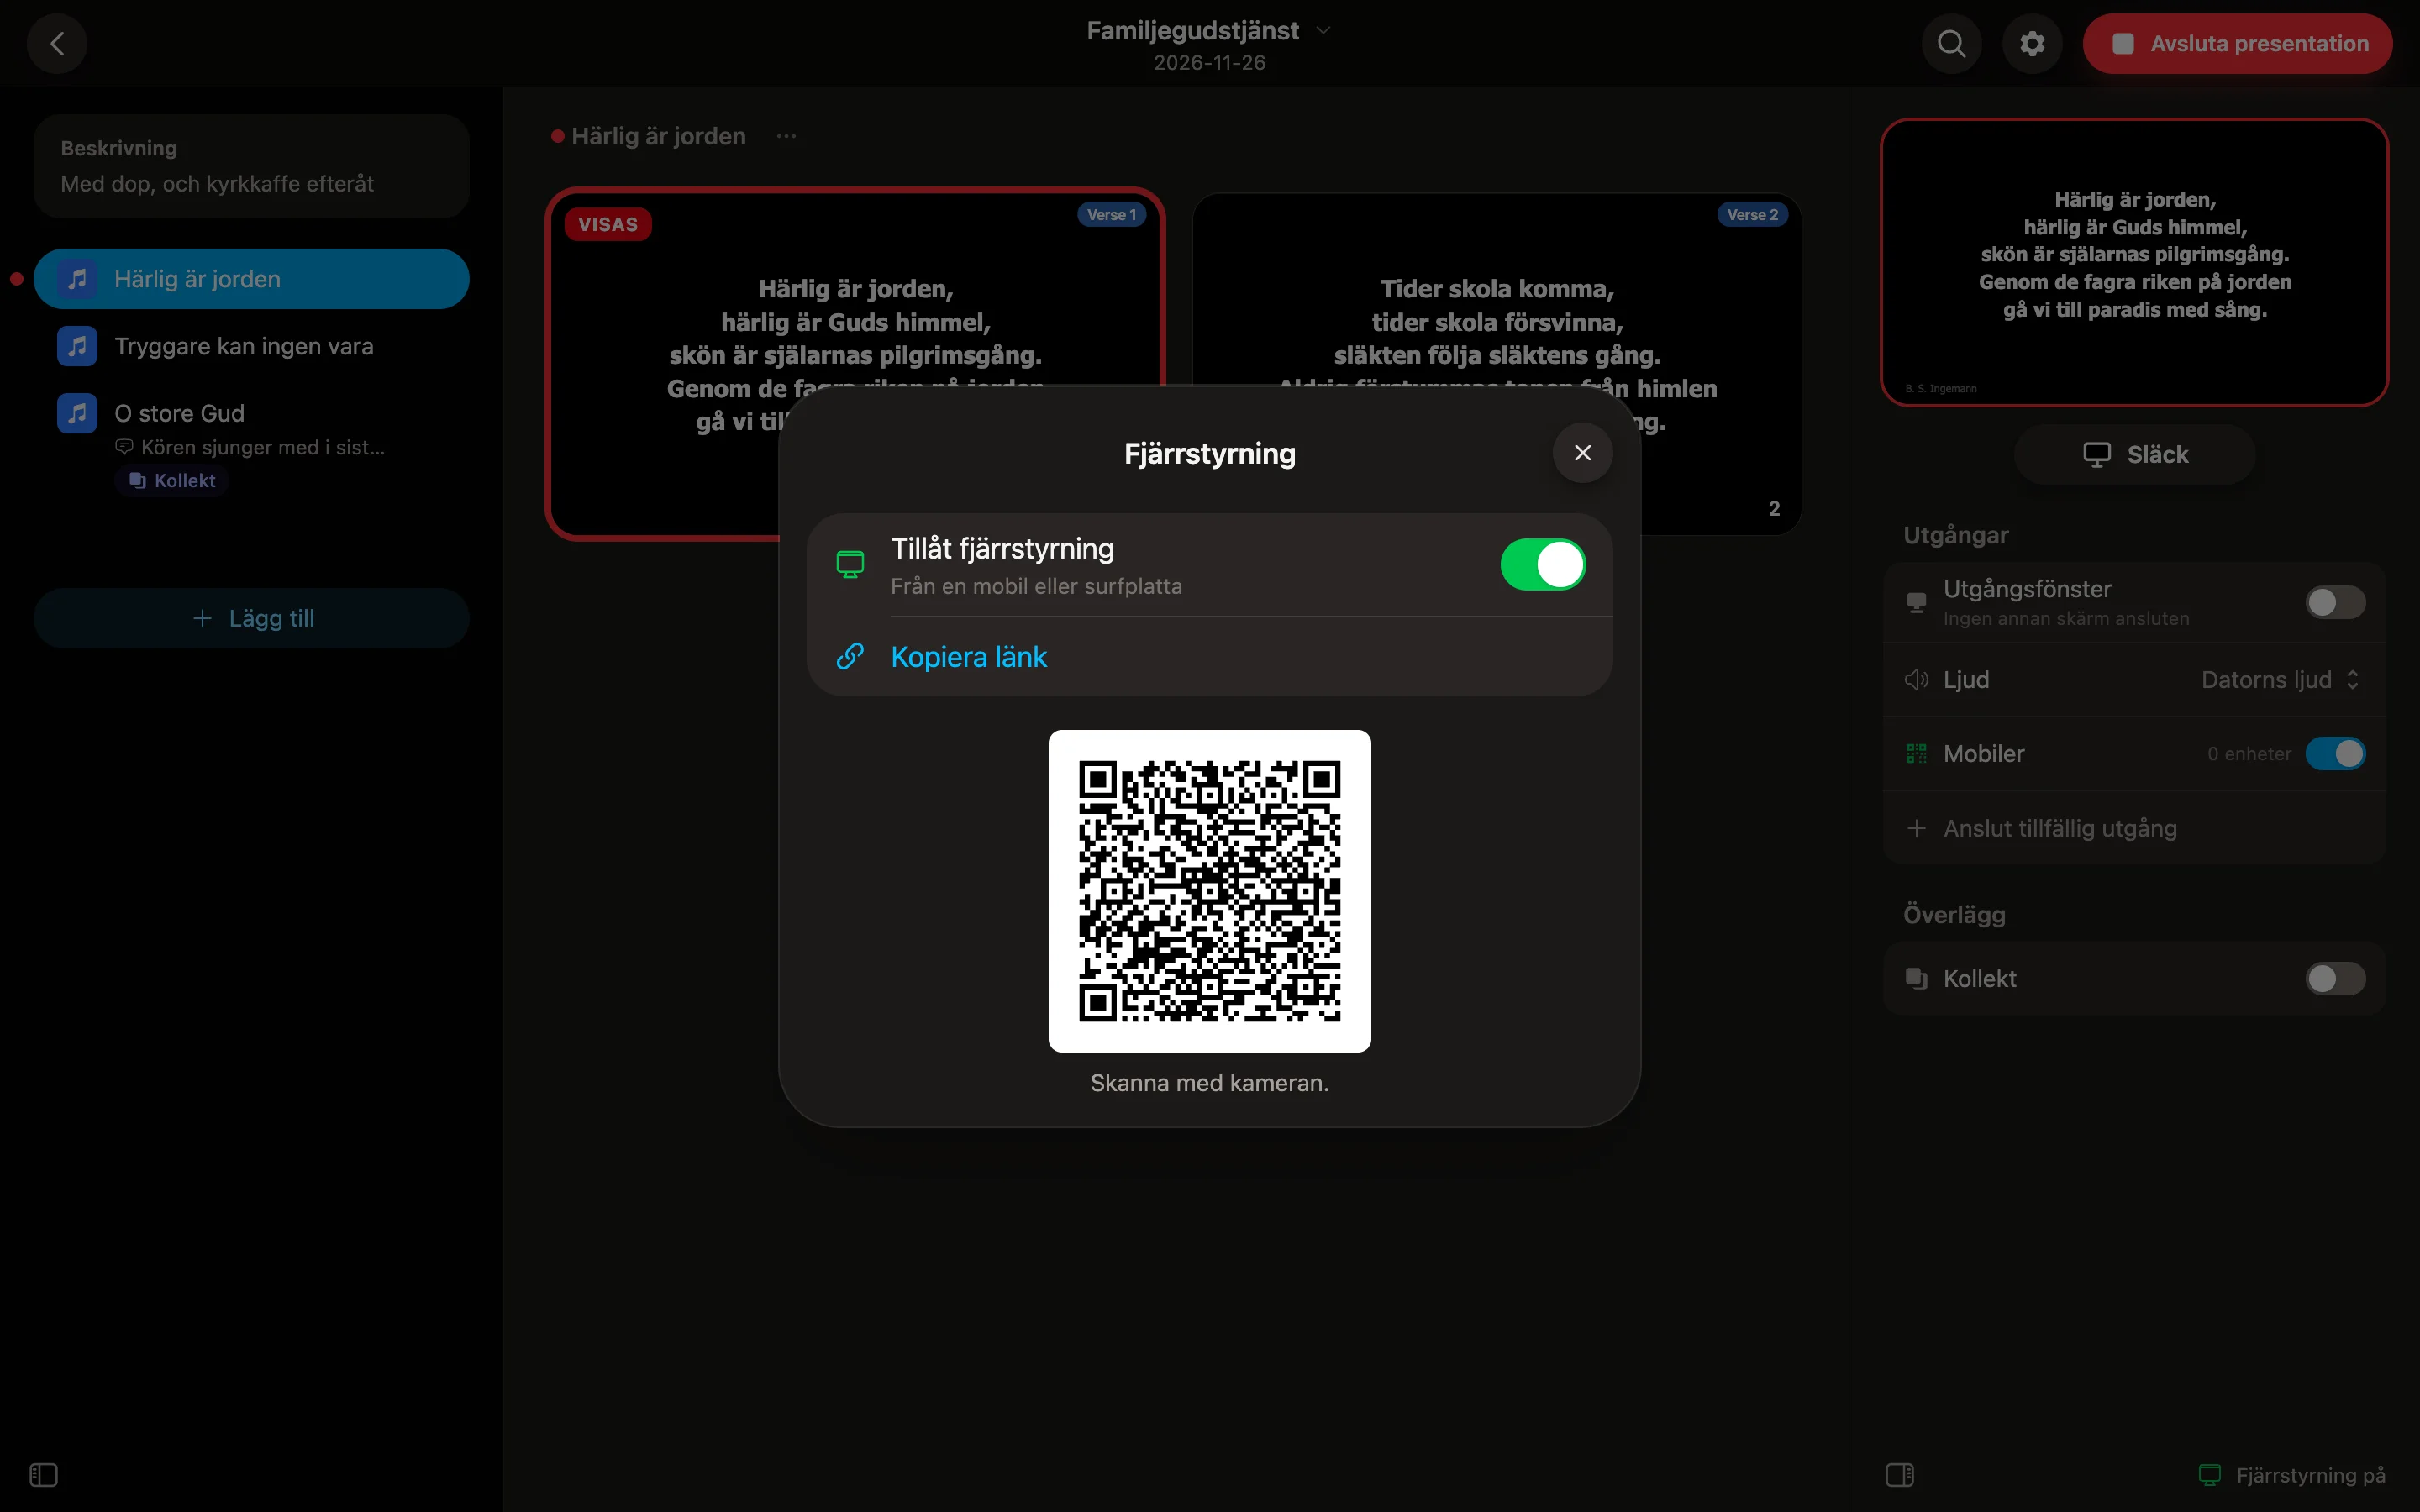 Familjegudstjänst
2026-11-26
Avsluta presentation
Beskrivning
Med dop, och kyrkkaffe efteråt
Härlig är jorden
Tryggare kan ingen vara
O store Gud
Kören sjunger med i sist...
Kollekt
Lägg till
Härlig är jorden
VISAS
Verse 1
Härlig är jorden,
härlig är Guds himmel,
skön är själarnas pilgrimsgång.
Genom de
gå vi
Verse 2
Tider skola komma,
tider skola försvinna,
släkten följa släktens gång.
från himlen
2
Fjärrstyrning
Tillåt fjärrstyrning
Från en mobil eller surfplatta
Kopiera länk
Skanna med kameran.
Härlig är jorden,
härlig är Guds himmel,
skön är själarnas pilgrimsgång.
Genom de fagra riken på jorden
gå vi till paradis med sång.
B. S. Ingemann
Släck
Utgångar
Utgångsfönster
Ingen annan skärm ansluten
Ljud
Datorns ljud
Mobiler
0 enheter
Anslut tillfällig utgång
Överlägg
Kollekt
Fjärrstyrning på